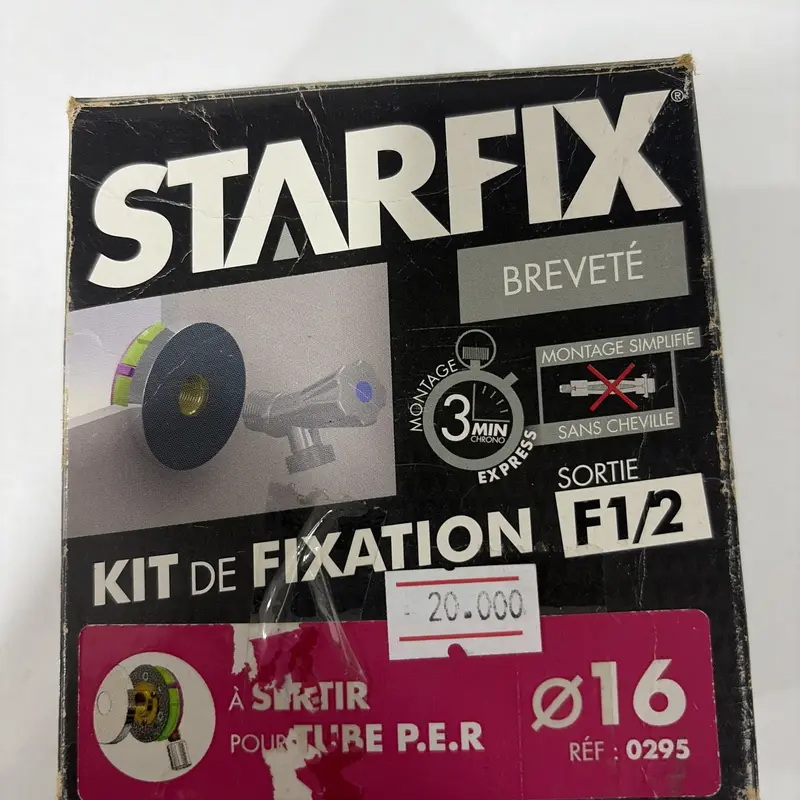 STARFIX®
BREVETÉ
MONTAGE
3 MIN
CHRONO
EXPRESS
MONTAGE SIMPLIFIÉ
SANS CHEVILLE
SORTIE
F1/2
KIT DE FIXATION
20.000
À SERTIR
POUR TUBE P.E.R
Ø16
RÉF : 0295